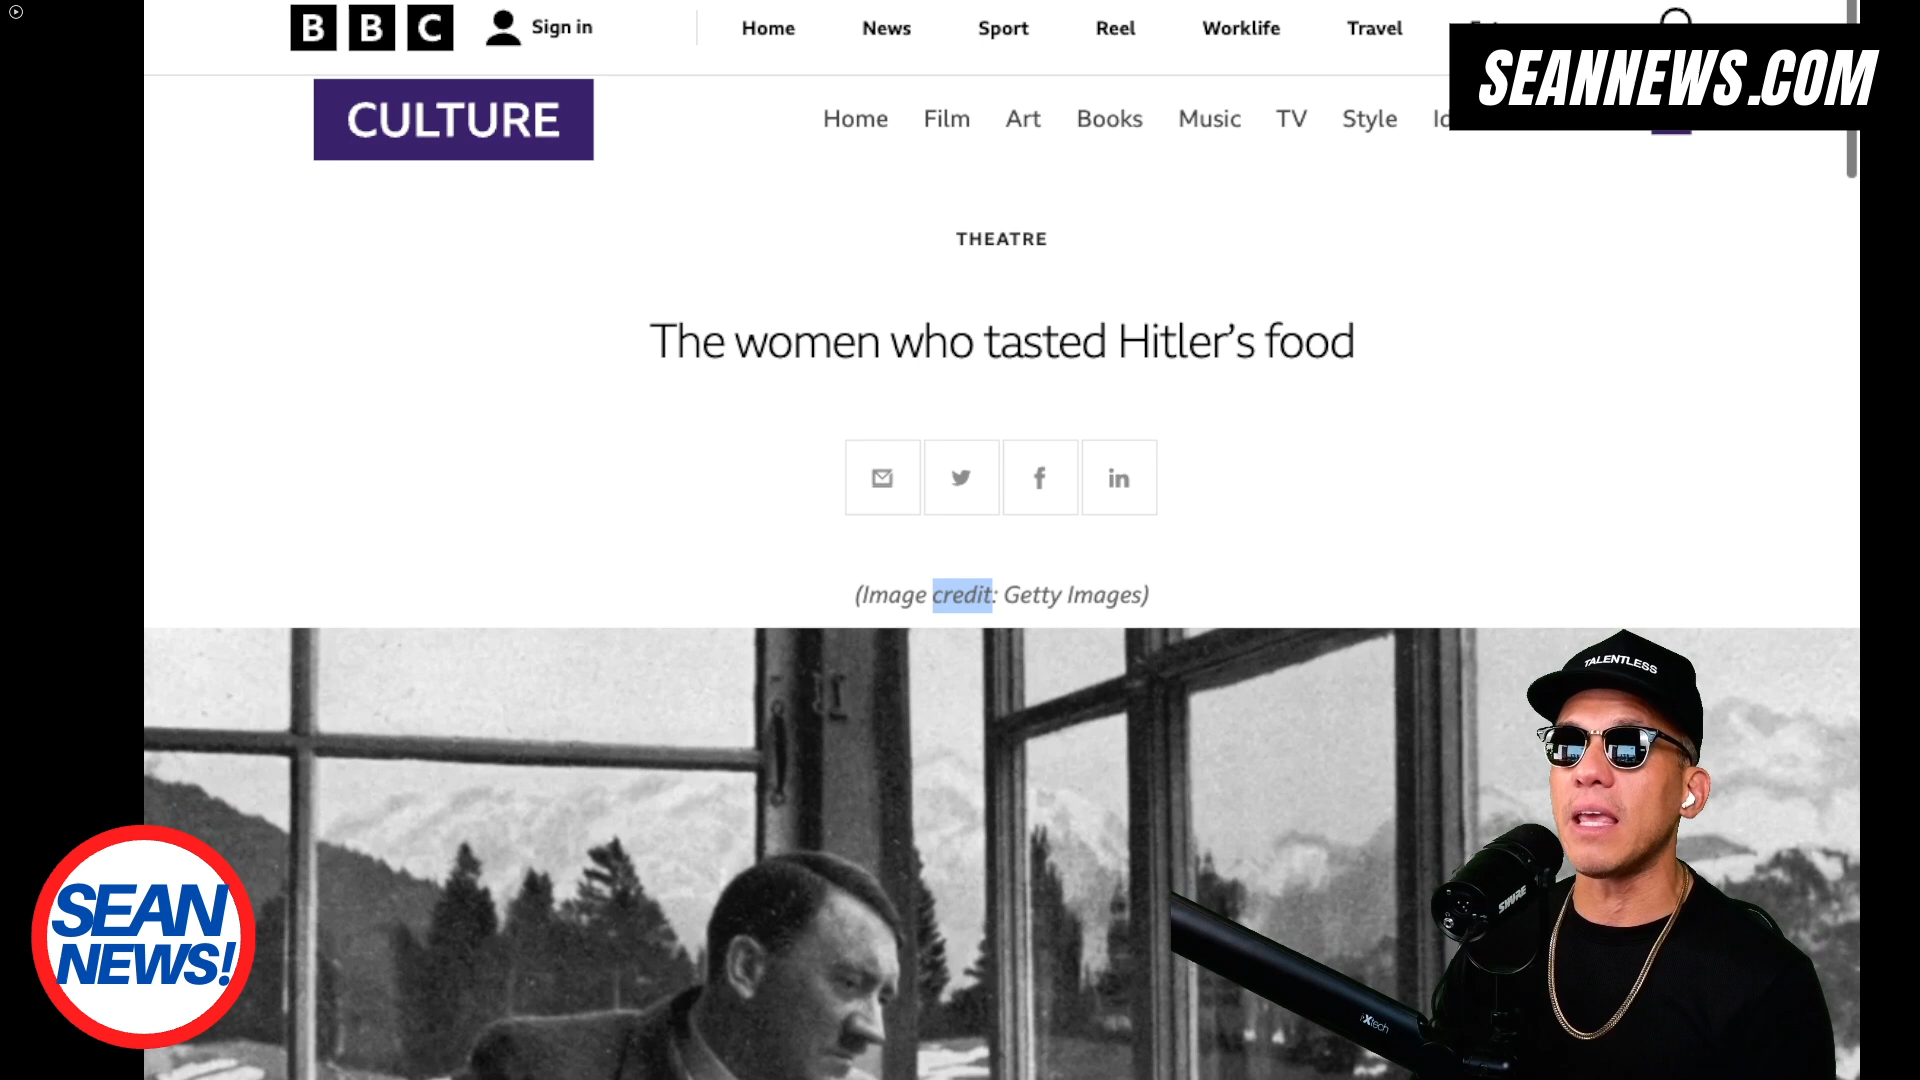 BBC Sign in Home News Sport Reel Worklife Travel
SEANNEWS.COM
CULTURE Home Film Art Books Music TV Style
THEATRE
The women who tasted Hitler’s food
(Image credit: Getty Images)
TALENTLESS
SHURE
iXtech
SEAN
NEWS!